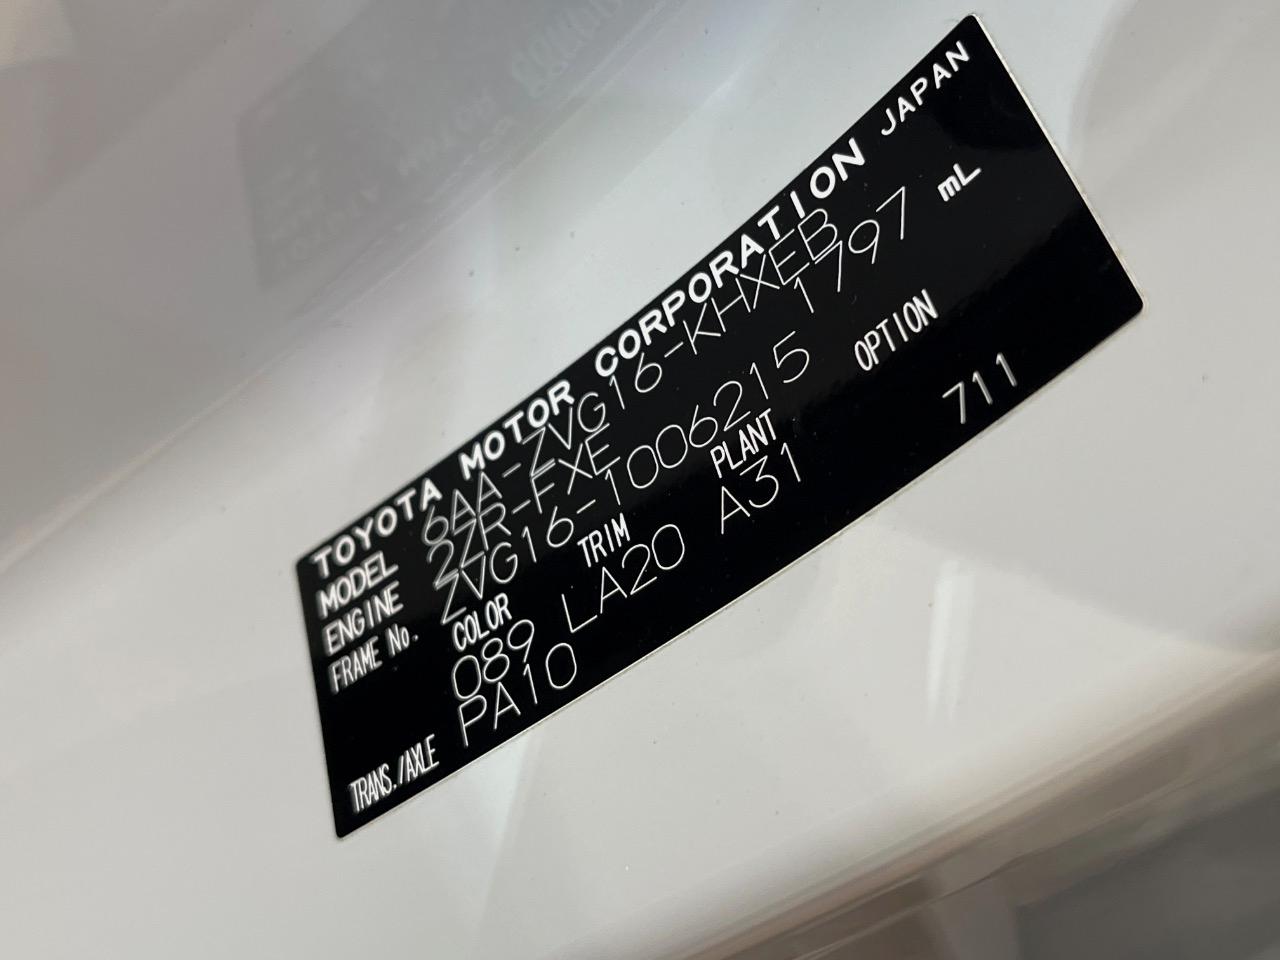 TOYOTA MOTOR CORPORATION JAPAN
MODEL 6AA-ZVG16-KHXEB
ENGINE 2ZR-FXE 1797 mL
FRAME No. ZVG16-1006215
COLOR TRIM PLANT OPTION
089 LA20 A31 711
TRANS./AXLE PA10